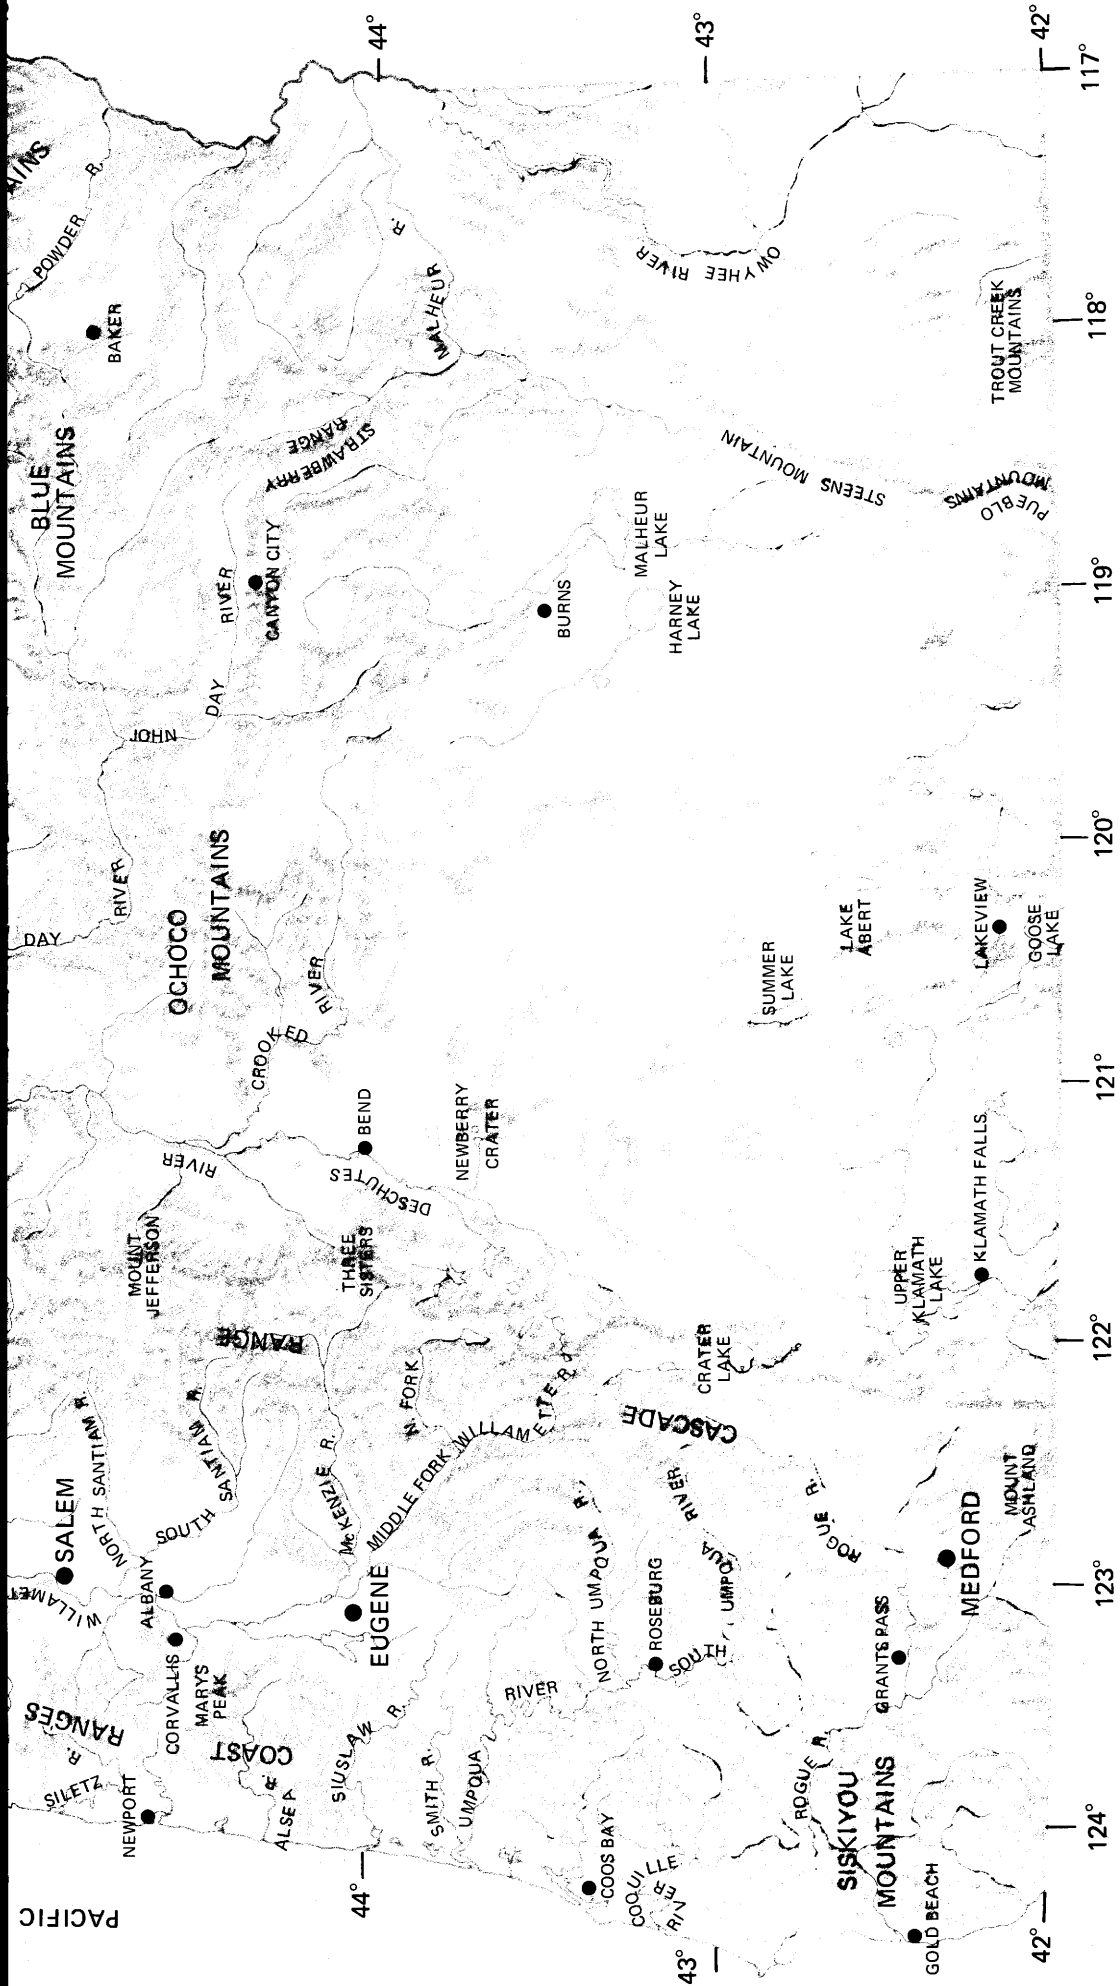 PACIFIC
SILETZ R.
NEWPORT
RANGES
COAST
ALSEA R.
MARYS
PEAK
CORVALLIS
ALBANY
SALEM
NORTH SANTIAM R.
SOUTH SANTIAM R.
MOUNT
JEFFERSON
RANGE
RIVER
DAY
RIVER
JOHN
DAY
RIVER
OCHOCO
MOUNTAINS
CROOKED
RIVER
BLUE
MOUNTAINS
CANYON CITY
STRAWBERRY
RANGE
BAKER
POWDER R.
44°
SIUSLAW R.
SMITH R.
UMPQUA
RIVER
EUGENE
McKENZIE R.
MIDDLE FORK WILLAMETTE R.
N. FORK
THREE
SISTERS
DESCHUTES
BEND
NEWBERRY
CRATER
BURNS
MALHEUR R.
44°
COOS BAY
COQUILLE
RIVER
NORTH UMPQUA R.
ROSEBURG
SOUTH
UMPQUA
RIVER
CASCADE
CRATER
LAKE
SUMMER
LAKE
LAKE
ABERT
HARNEY
LAKE
MALHEUR
LAKE
STEENS MOUNTAIN
OWYHEE RIVER
43°
43°
ROGUE R.
SISKIYOU
MOUNTAINS
GOLD BEACH
GRANTS PASS
ROGUE R.
MEDFORD
MOUNT
ASHLAND
UPPER
KLAMATH
LAKE
KLAMATH FALLS
LAKEVIEW
GOOSE
LAKE
PUEBLO
MOUNTAINS
TROUT CREEK
MOUNTAINS
42°
42°
124°
123°
122°
121°
120°
119°
118°
117°